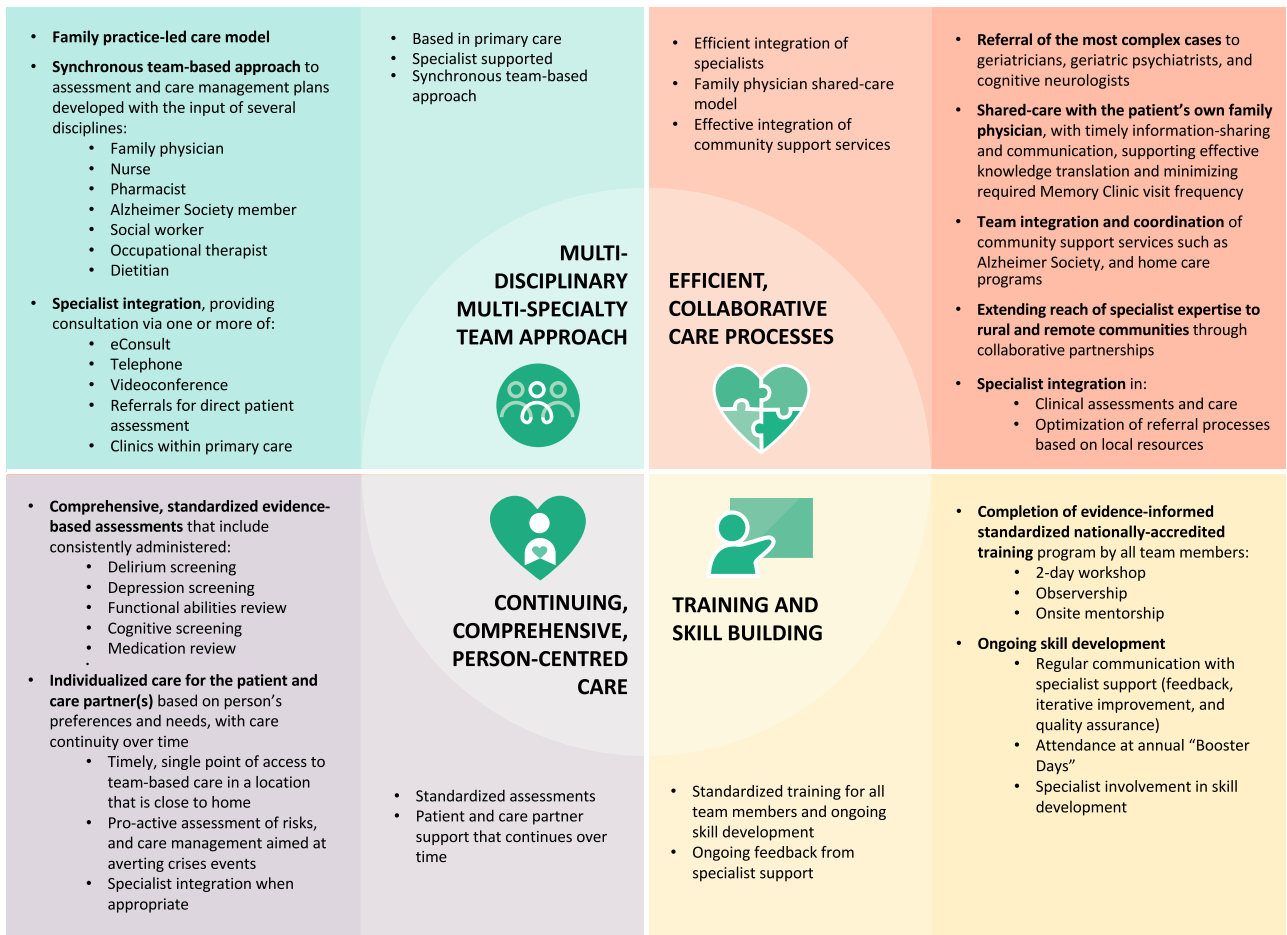 • Family practice-led care model
• Synchronous team-based approach to
assessment and care management plans
developed with the input of several
disciplines:
• Family physician
• Nurse
• Pharmacist
• Alzheimer Society member
• Social worker
• Occupational therapist
• Dietitian
• Specialist integration, providing
consultation via one or more of:
• eConsult
• Telephone
• Videoconference
• Referrals for direct patient
assessment
• Clinics within primary care
• Based in primary care
• Specialist supported
• Synchronous team-based
approach
MULTI-
DISCIPLINARY
MULTI-SPECIALTY
TEAM APPROACH
• Efficient integration of
specialists
• Family physician shared-care
model
• Effective integration of
community support services
EFFICIENT,
COLLABORATIVE
CARE PROCESSES
• Referral of the most complex cases to
geriatricians, geriatric psychiatrists, and
cognitive neurologists
• Shared-care with the patient’s own family
physician, with timely information-sharing
and communication, supporting effective
knowledge translation and minimizing
required Memory Clinic visit frequency
• Team integration and coordination of
community support services such as
Alzheimer Society, and home care
programs
• Extending reach of specialist expertise to
rural and remote communities through
collaborative partnerships
• Specialist integration in:
• Clinical assessments and care
• Optimization of referral processes
based on local resources
• Comprehensive, standardized evidence-
based assessments that include
consistently administered:
• Delirium screening
• Depression screening
• Functional abilities review
• Cognitive screening
• Medication review
•
• Individualized care for the patient and
care partner(s) based on person’s
preferences and needs, with care
continuity over time
• Timely, single point of access to
team-based care in a location
that is close to home
• Pro-active assessment of risks,
and care management aimed at
averting crises events
• Specialist integration when
appropriate
CONTINUING,
COMPREHENSIVE,
PERSON-CENTRED
CARE
• Standardized assessments
• Patient and care partner
support that continues over
time
TRAINING AND
SKILL BUILDING
• Standardized training for all
team members and ongoing
skill development
• Ongoing feedback from
specialist support
• Completion of evidence-informed
standardized nationally-accredited
training program by all team members:
• 2-day workshop
• Observership
• Onsite mentorship
• Ongoing skill development
• Regular communication with
specialist support (feedback,
iterative improvement, and
quality assurance)
• Attendance at annual “Booster
Days”
• Specialist involvement in skill
development